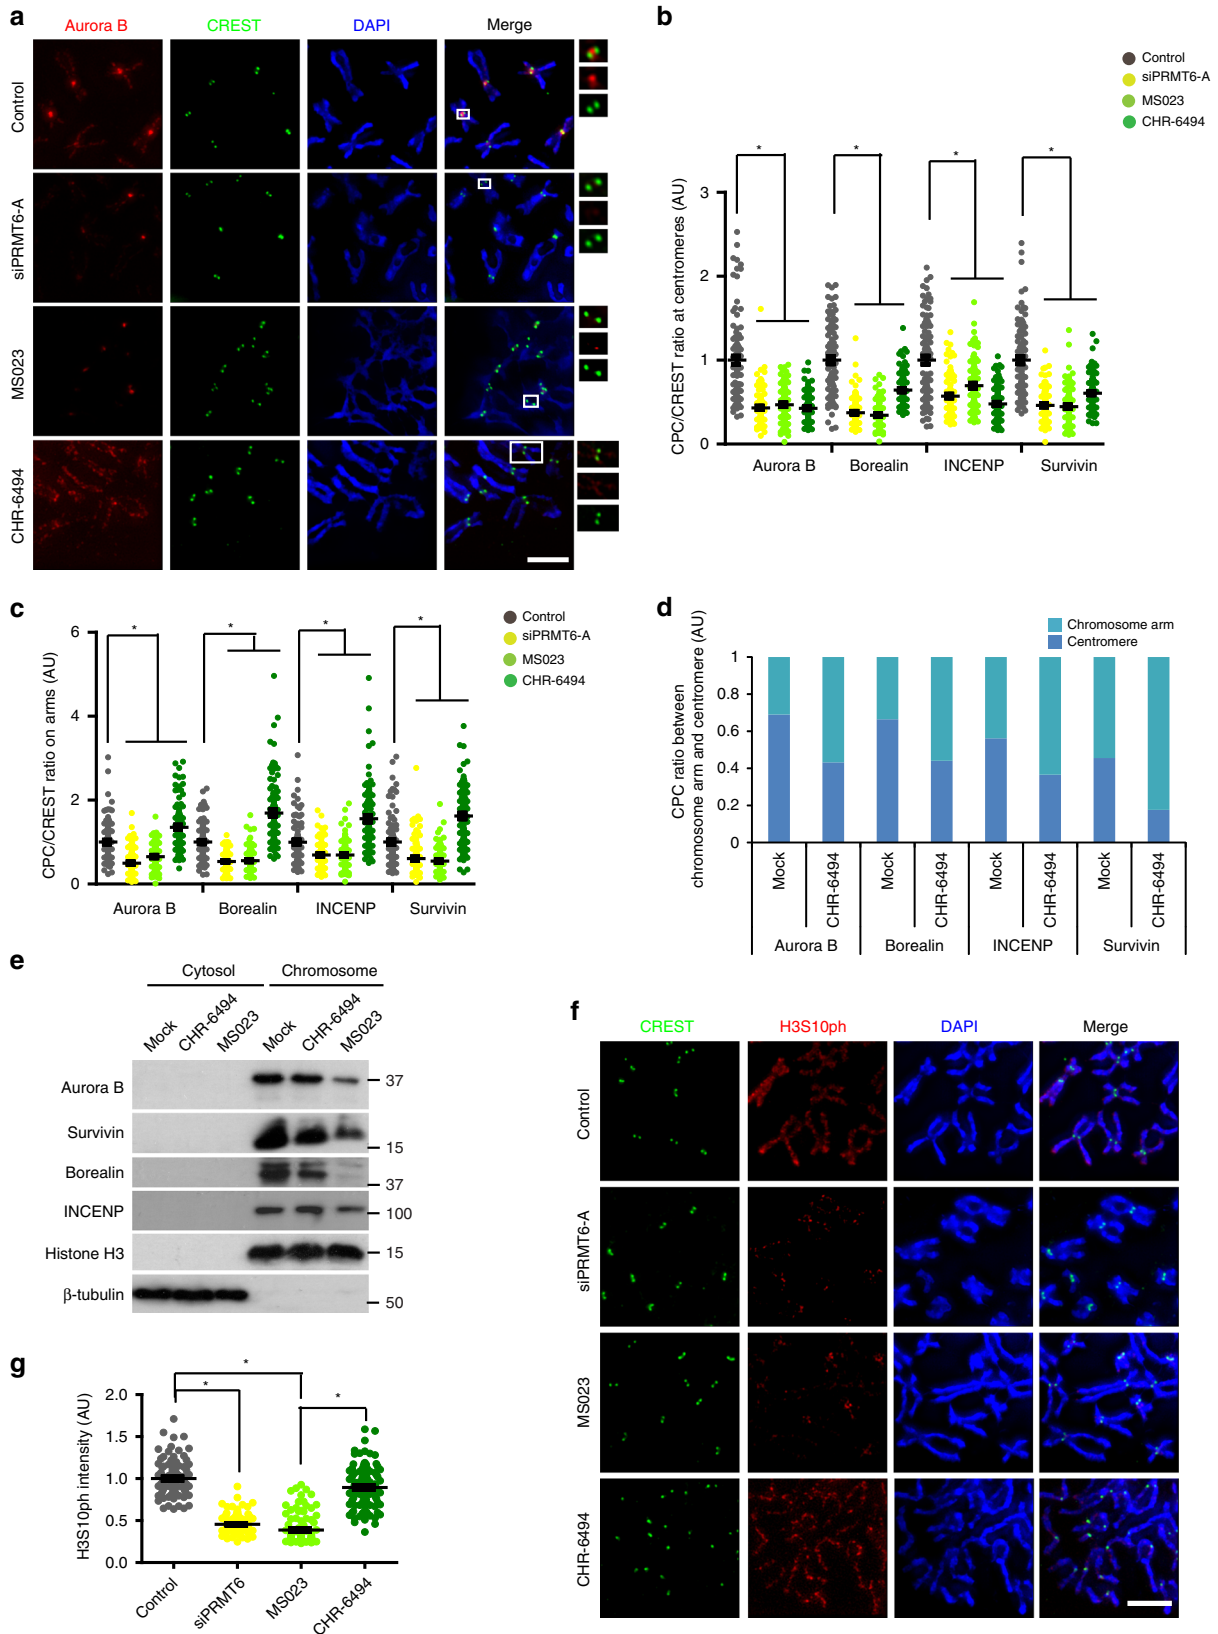 a
Aurora B
CREST
DAPI
Merge
Control
siPRMT6-A
MS023
CHR-6494
b
Control
siPRMT6-A
MS023
CHR-6494
* * * *
CPC/CREST ratio at centromeres (AU)
3
2
1
0
Aurora B
Borealin
INCENP
Survivin
c
Control
siPRMT6-A
MS023
CHR-6494
* * * *
CPC/CREST ratio on arms (AU)
6
4
2
0
Aurora B
Borealin
INCENP
Survivin
d
Chromosome arm
Centromere
CPC ratio between
chromosome arm and centromere (AU)
1
0.8
0.6
0.4
0.2
0
Mock
CHR-6494
Mock
CHR-6494
Mock
CHR-6494
Mock
CHR-6494
Aurora B
Borealin
INCENP
Survivin
e
Cytosol
Chromosome
Mock
CHR-6494
MS023
Mock
CHR-6494
MS023
Aurora B
37
Survivin
15
Borealin
37
INCENP
100
Histone H3
15
β-tubulin
50
f
CREST
H3S10ph
DAPI
Merge
Control
siPRMT6-A
MS023
CHR-6494
g
* * *
H3S10ph intensity (AU)
2.0
1.5
1.0
0.5
0.0
Control
siPRMT6
MS023
CHR-6494